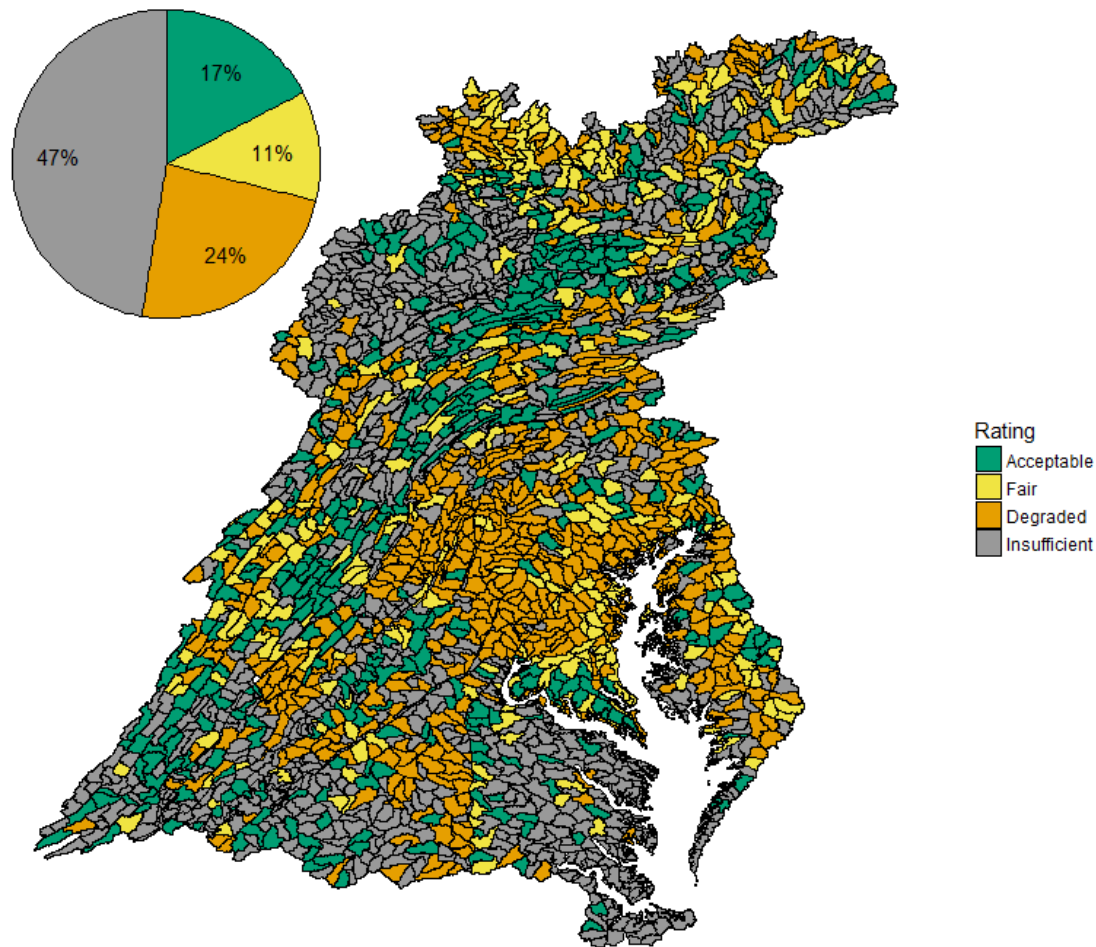 17%
47%
11%
24%
Rating
Acceptable
Fair
Degraded
Insufficient